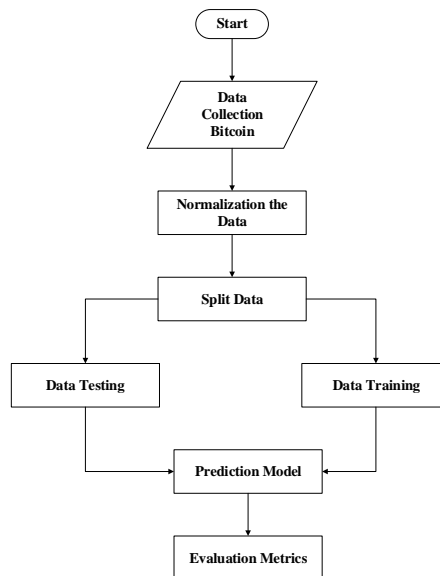 Start
Data
Collection
Bitcoin
Normalization the
Data
Split Data
Data Testing
Data Training
Prediction Model
Evaluation Metrics